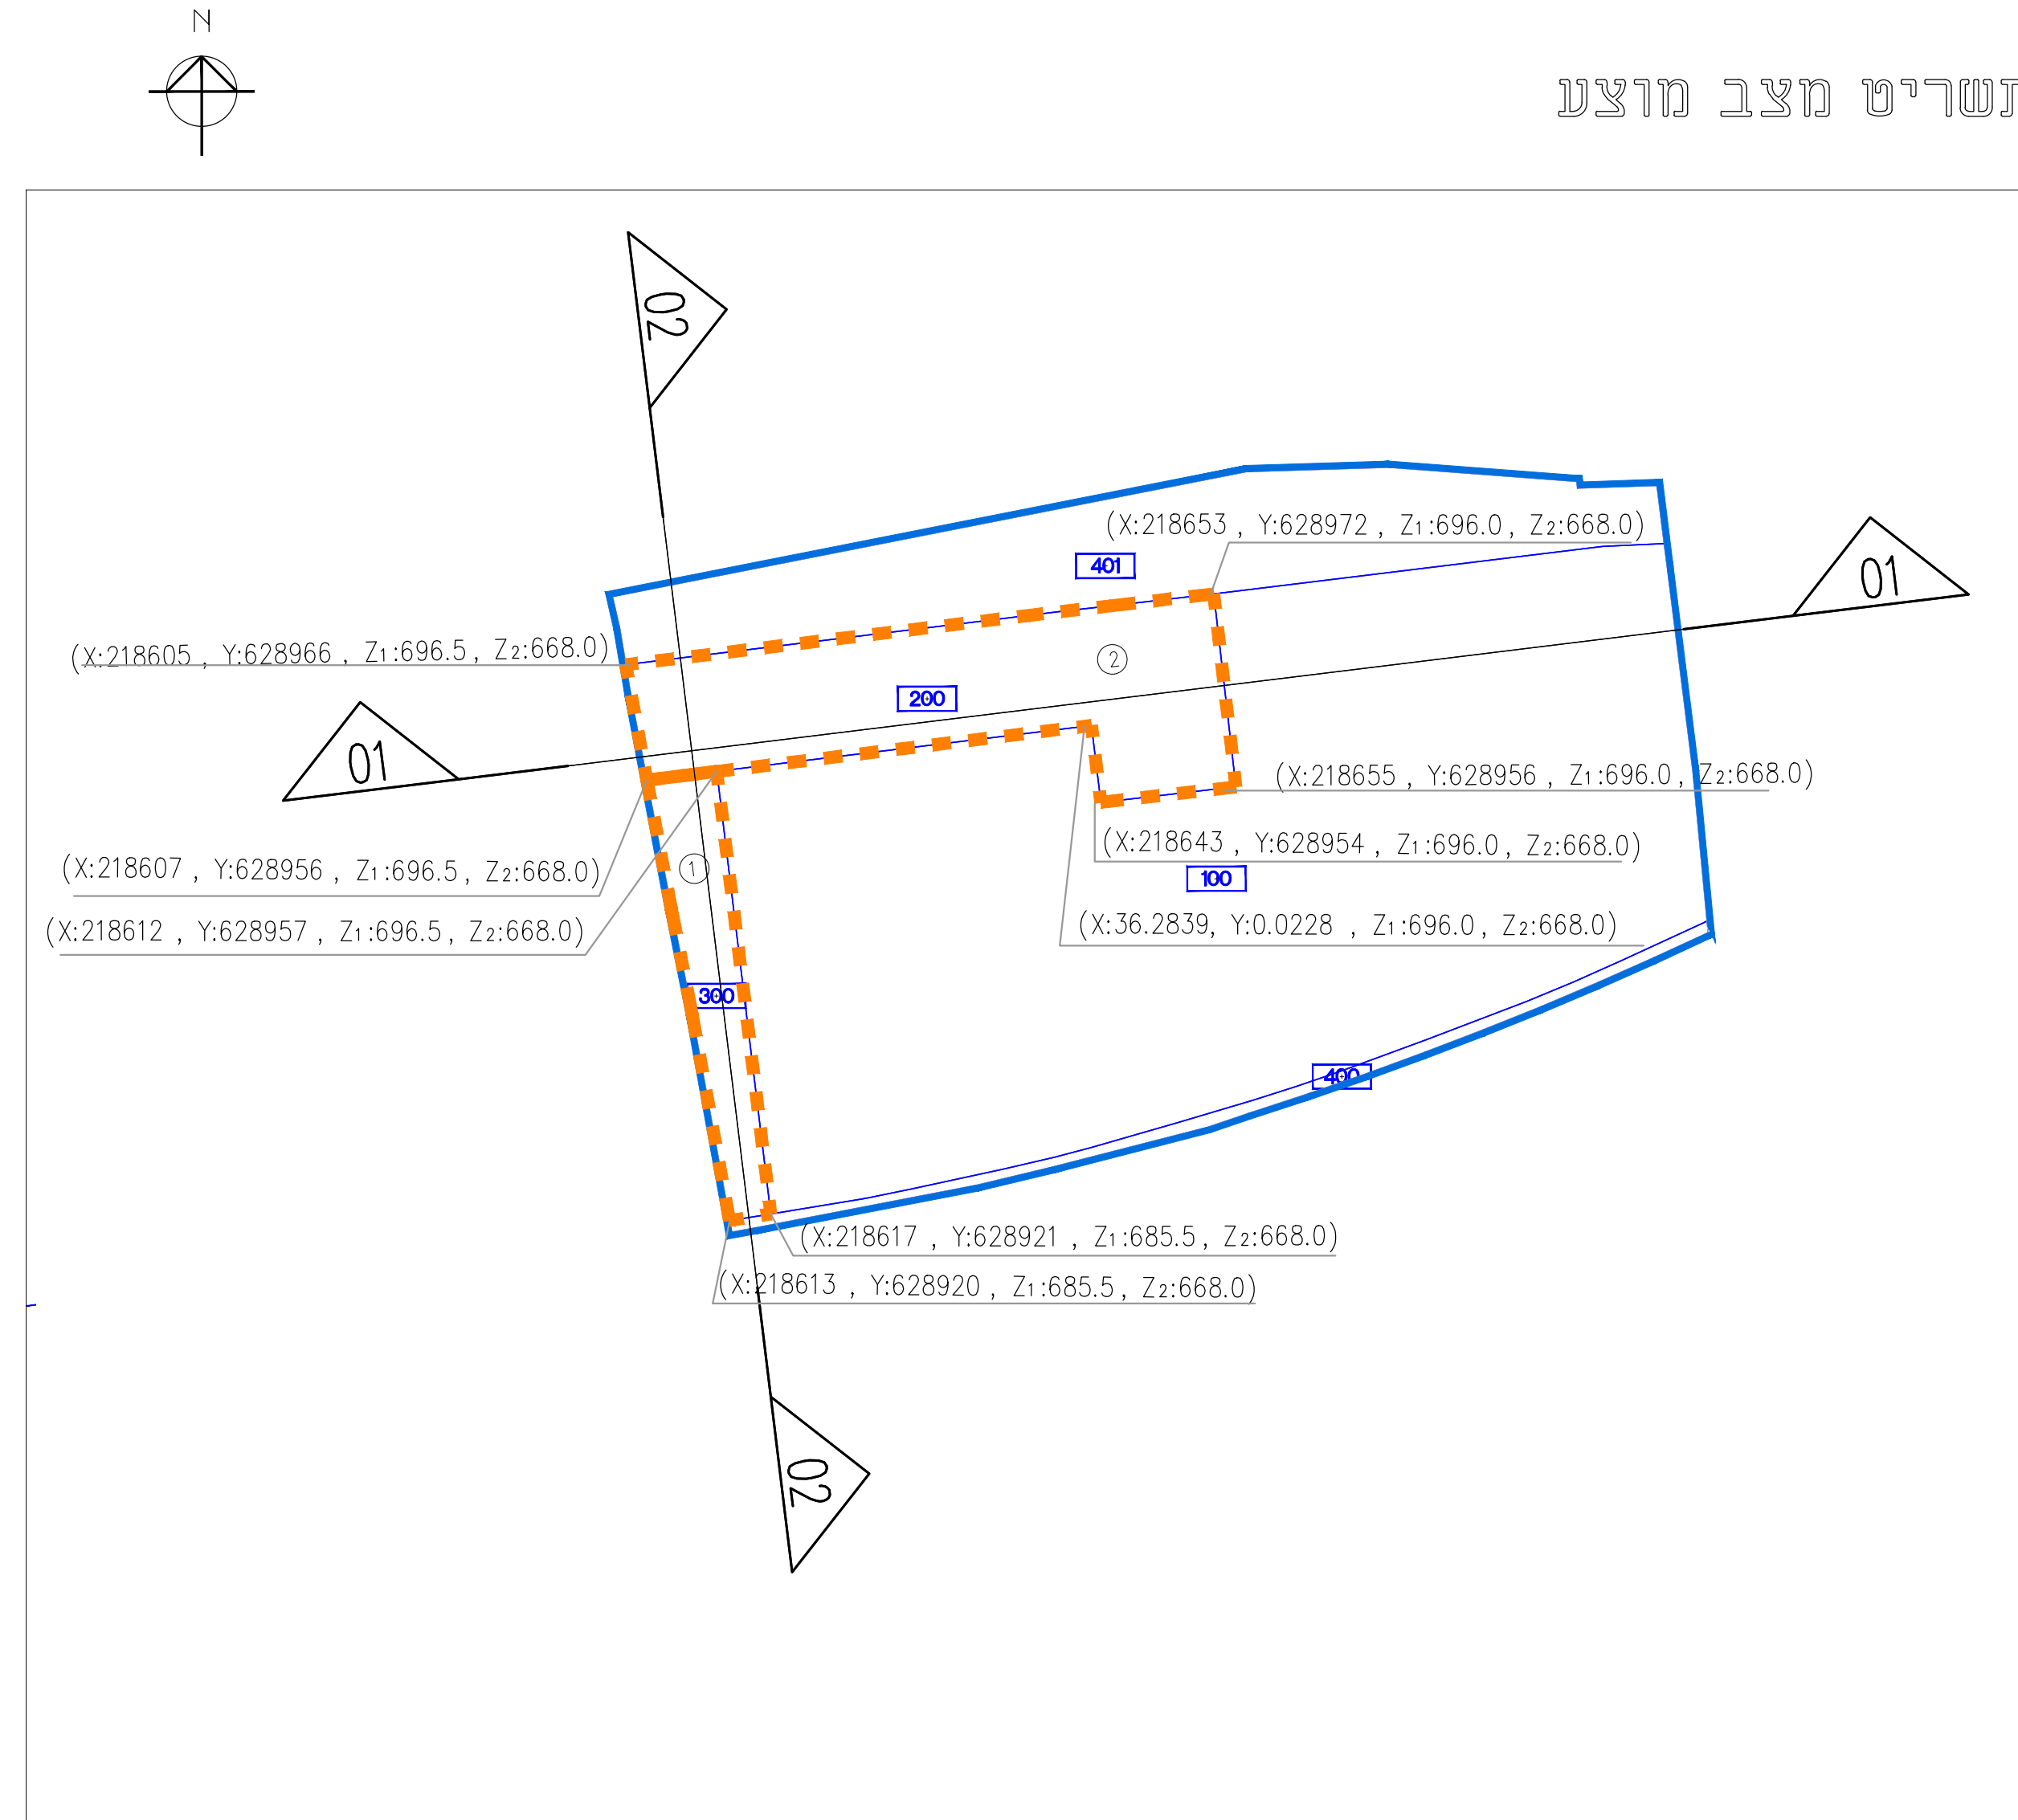 N
תשריט מצב מוצע
02
(X:218653 , Y:628972 , Z1:696.0 , Z2:668.0)
401
01
(X:218605 , Y:628966 , Z1:696.5 , Z2:668.0)
2
200
01
(X:218655 , Y:628956 , Z1:696.0 , Z2:668.0)
(X:218643 , Y:628954 , Z1:696.0 , Z2:668.0)
(X:218607 , Y:628956 , Z1:696.5 , Z2:668.0)
1
100
(X:36.2839, Y:0.0228 , Z1:696.0 , Z2:668.0)
(X:218612 , Y:628957 , Z1:696.5 , Z2:668.0)
300
400
(X:218617 , Y:628921 , Z1:685.5 , Z2:668.0)
(X:218613 , Y:628920 , Z1:685.5 , Z2:668.0)
02